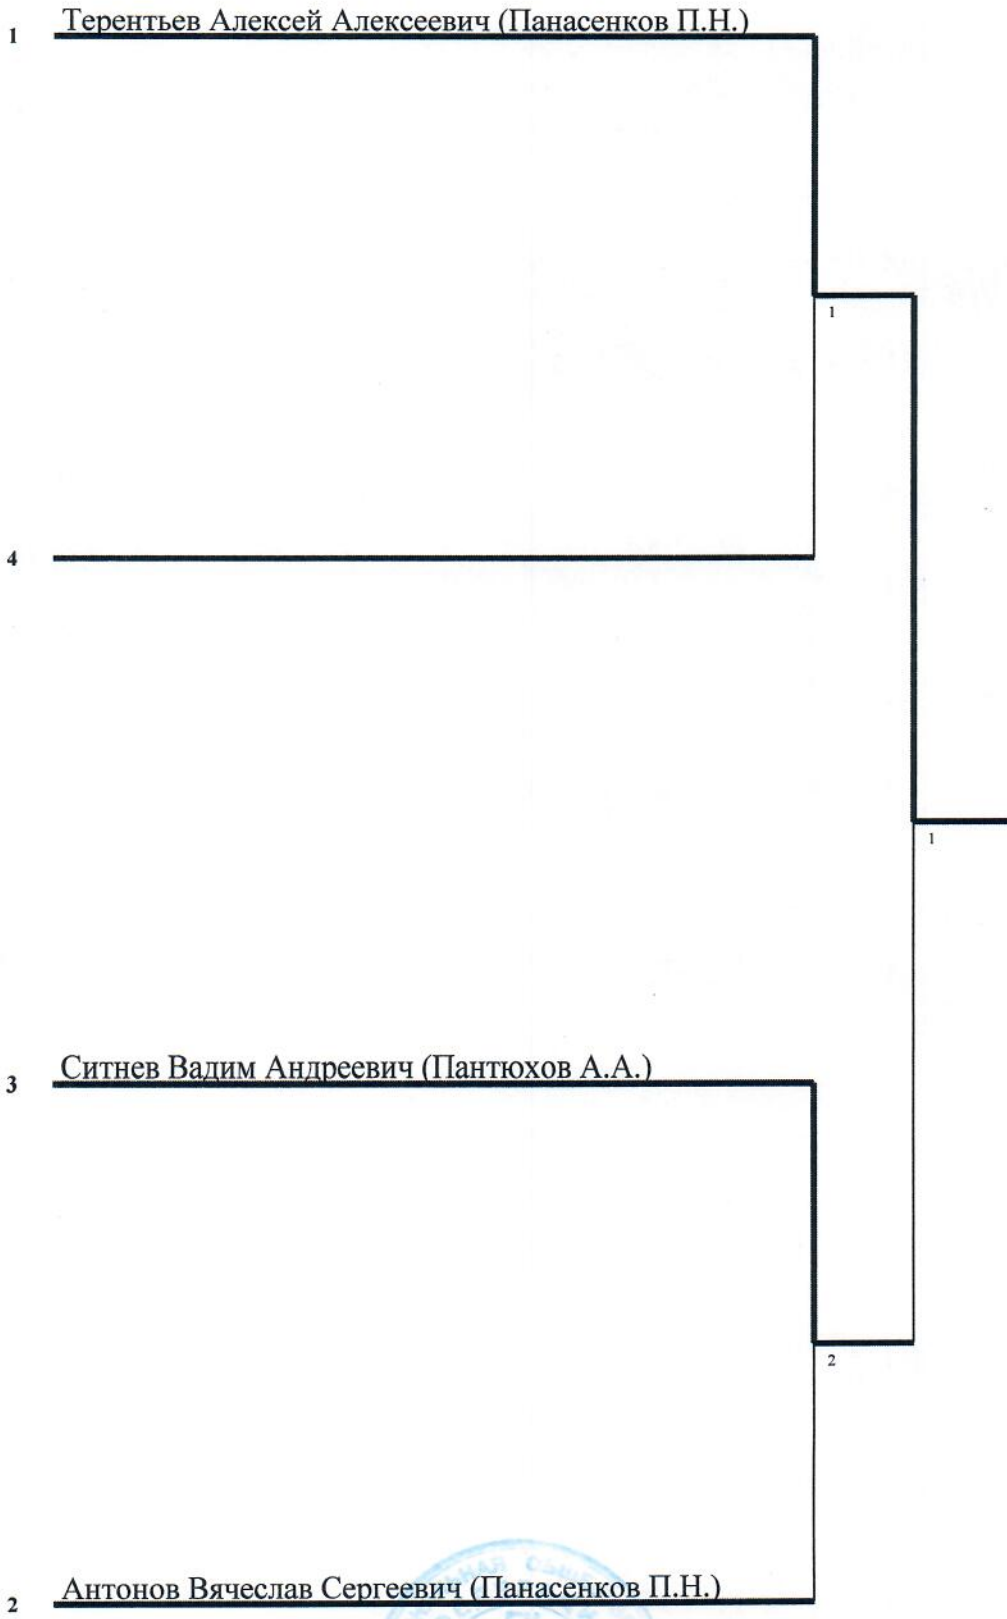 1 Терентьев Алексей Алексеевич (Панасенков П.Н.)
1
4
1
3 Ситнев Вадим Андреевич (Пантюхов А.А.)
2
2 Антонов Вячеслав Сергеевич (Панасенков П.Н.)